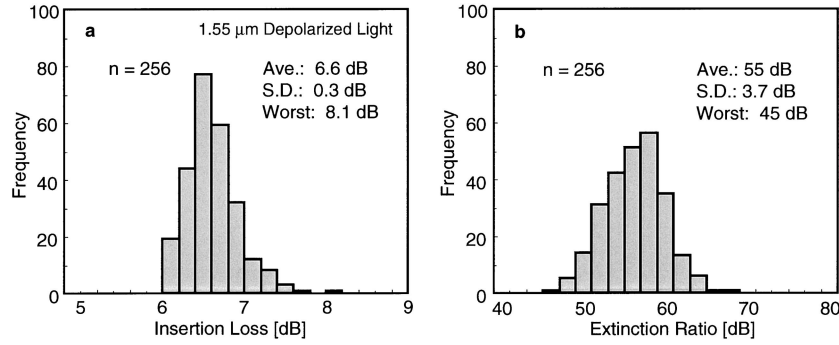 a
1.55 μm Depolarized Light
n = 256
Ave.: 6.6 dB
S.D.: 0.3 dB
Worst: 8.1 dB
Frequency
100
80
60
40
20
0
5 6 7 8 9
Insertion Loss [dB]
b
n = 256
Ave.: 55 dB
S.D.: 3.7 dB
Worst: 45 dB
Frequency
100
80
60
40
20
0
40 50 60 70 80
Extinction Ratio [dB]